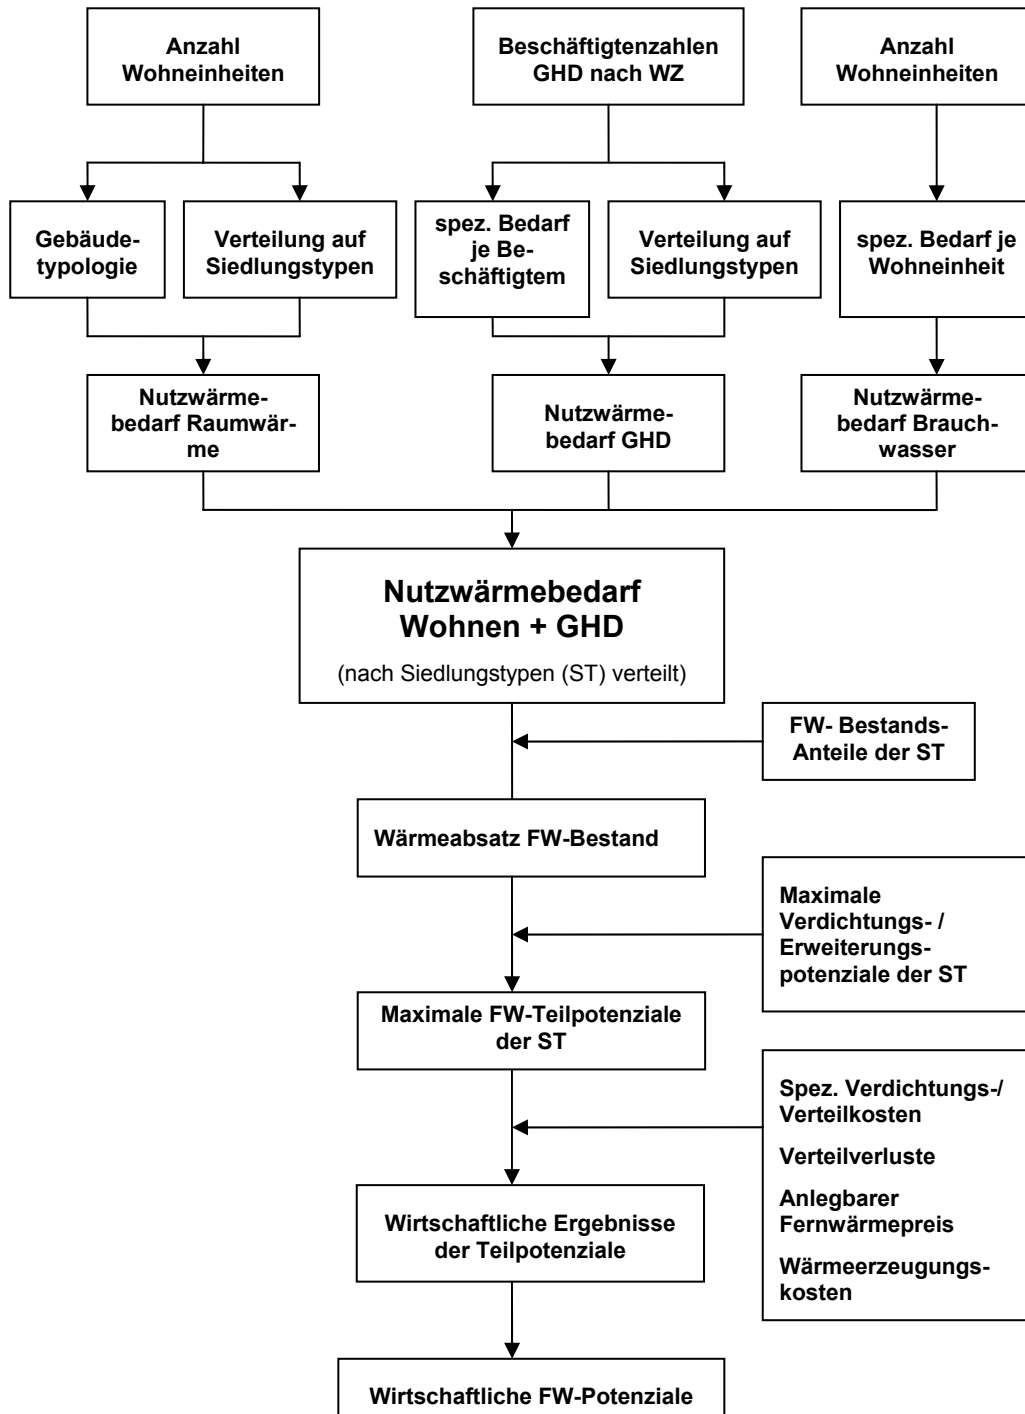 Anzahl
Wohneinheiten
Beschäftigtenzahlen
GHD nach WZ
Anzahl
Wohneinheiten
Gebäude-
typologie
Verteilung auf
Siedlungstypen
spez. Bedarf
je Be-
schäftigtem
Verteilung auf
Siedlungstypen
spez. Bedarf je
Wohneinheit
Nutzwärme-
bedarf Raumwär-
me
Nutzwärme-
bedarf GHD
Nutzwärme-
bedarf Brauch-
wasser
Nutzwärmebedarf
Wohnen + GHD
(nach Siedlungstypen (ST) verteilt)
FW- Bestands-
Anteile der ST
Wärmeabsatz FW-Bestand
Maximale
Verdichtungs- /
Erweiterungs-
potenziale der ST
Maximale FW-Teilpotenziale
der ST
Spez. Verdichtungs-/
Verteilkosten
Verteilverluste
Anlegbarer
Fernwärmepreis
Wärmeerzeugungs-
kosten
Wirtschaftliche Ergebnisse
der Teilpotenziale
Wirtschaftliche FW-Potenziale